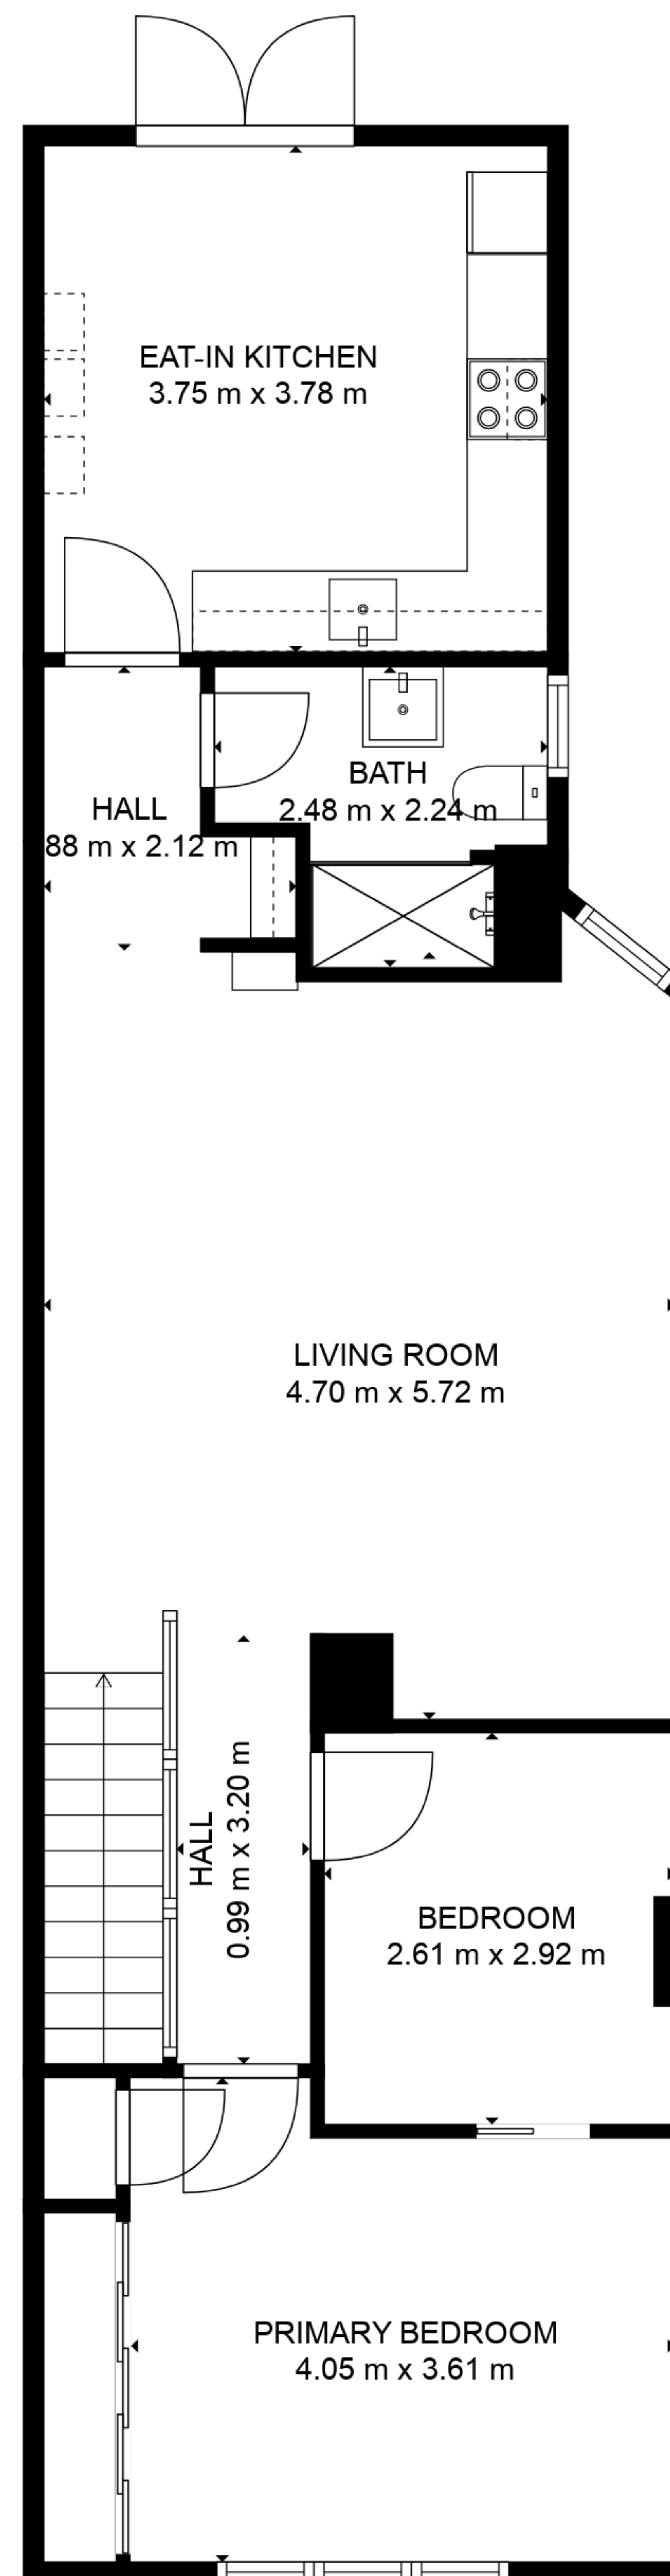 EAT-IN KITCHEN
3.75 m x 3.78 m
BATH
2.48 m x 2.24 m
HALL
88 m x 2.12 m
LIVING ROOM
4.70 m x 5.72 m
HALL
0.99 m x 3.20 m
BEDROOM
2.61 m x 2.92 m
PRIMARY BEDROOM
4.05 m x 3.61 m